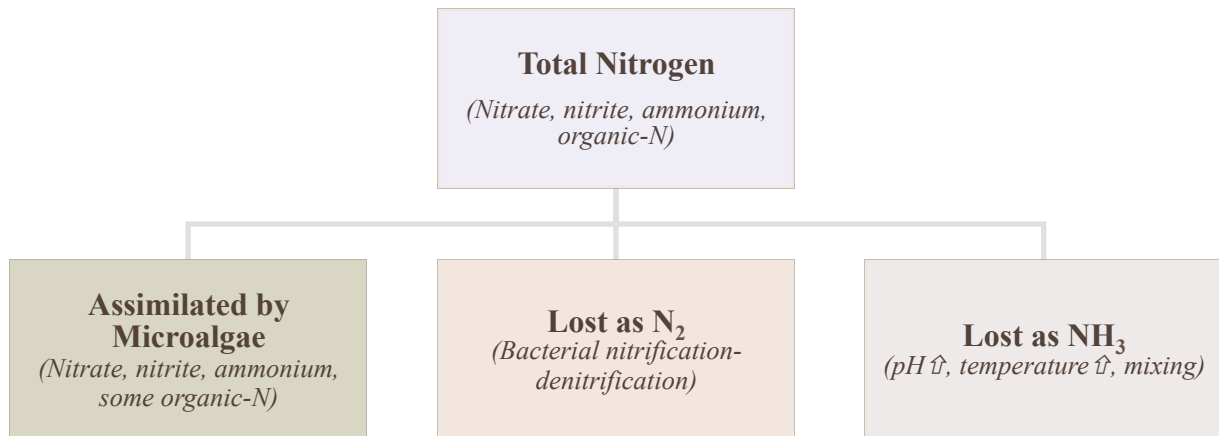 Total Nitrogen
(Nitrate, nitrite, ammonium,
organic-N)
Assimilated by
Microalgae
(Nitrate, nitrite, ammonium,
some organic-N)
Lost as N₂
(Bacterial nitrification-
denitrification)
Lost as NH₃
(pH⇧, temperature⇧, mixing)